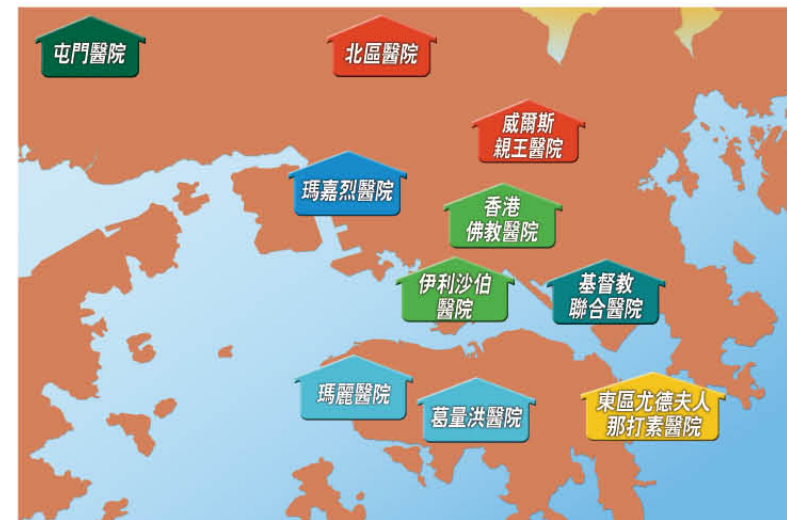 屯門醫院
北區醫院
威爾斯
親王醫院
瑪嘉烈醫院
香港
佛教醫院
伊利沙伯
醫院
基督教
聯合醫院
瑪麗醫院
葛量洪醫院
東區尤德夫人
那打素醫院